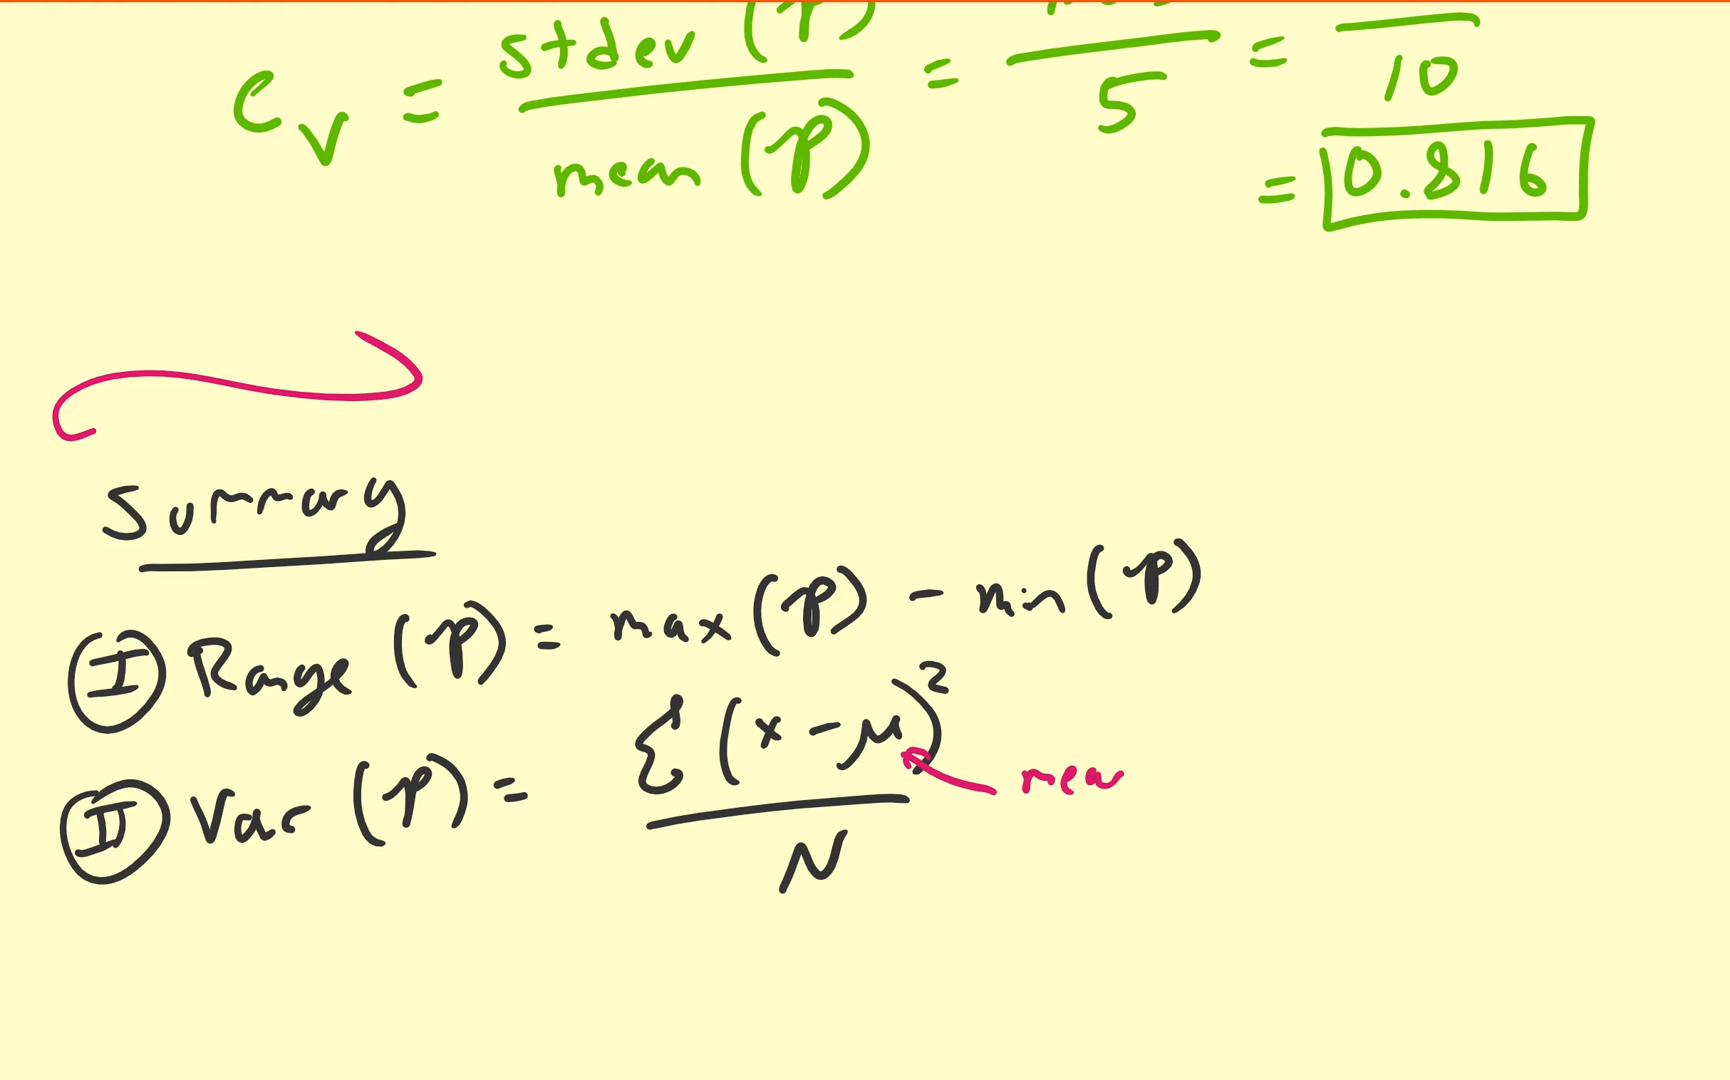 Cv = stdev (p) / mean (p) = / 5 = / 10
= 0.816
Summary
I Range (p) = max (p) - min (p)
II Var (p) = Σ (x - μ)² / N
mean